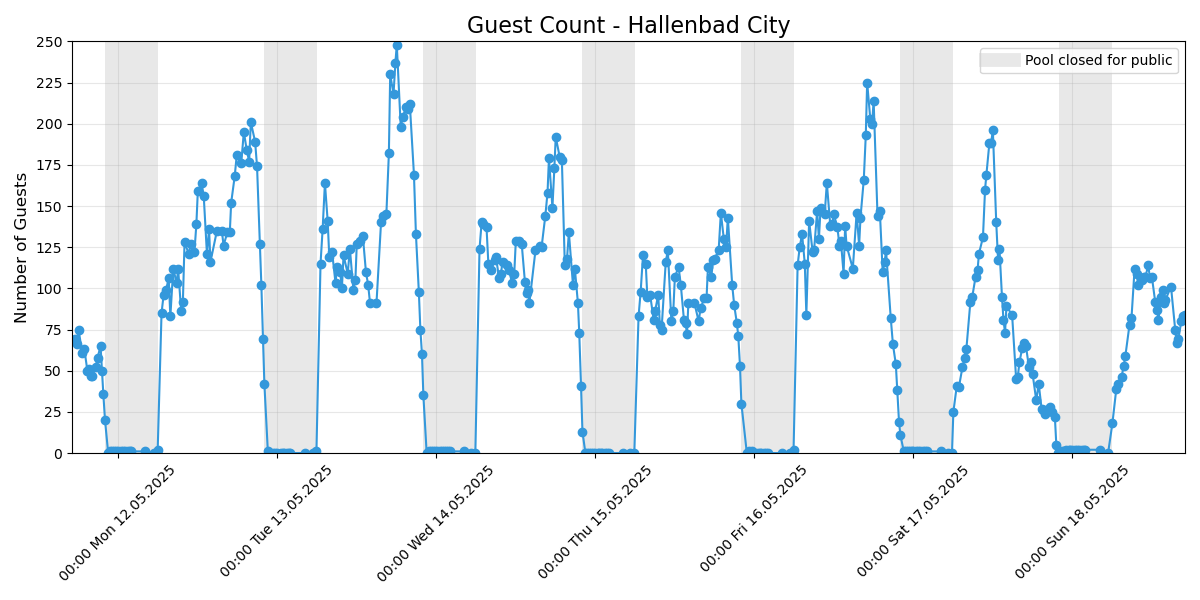 Guest Count - Hallenbad City
Number of Guests
250
225
200
175
150
125
100
75
50
25
0
Pool closed for public
00:00 Mon 12.05.2025
00:00 Tue 13.05.2025
00:00 Wed 14.05.2025
00:00 Thu 15.05.2025
00:00 Fri 16.05.2025
00:00 Sat 17.05.2025
00:00 Sun 18.05.2025